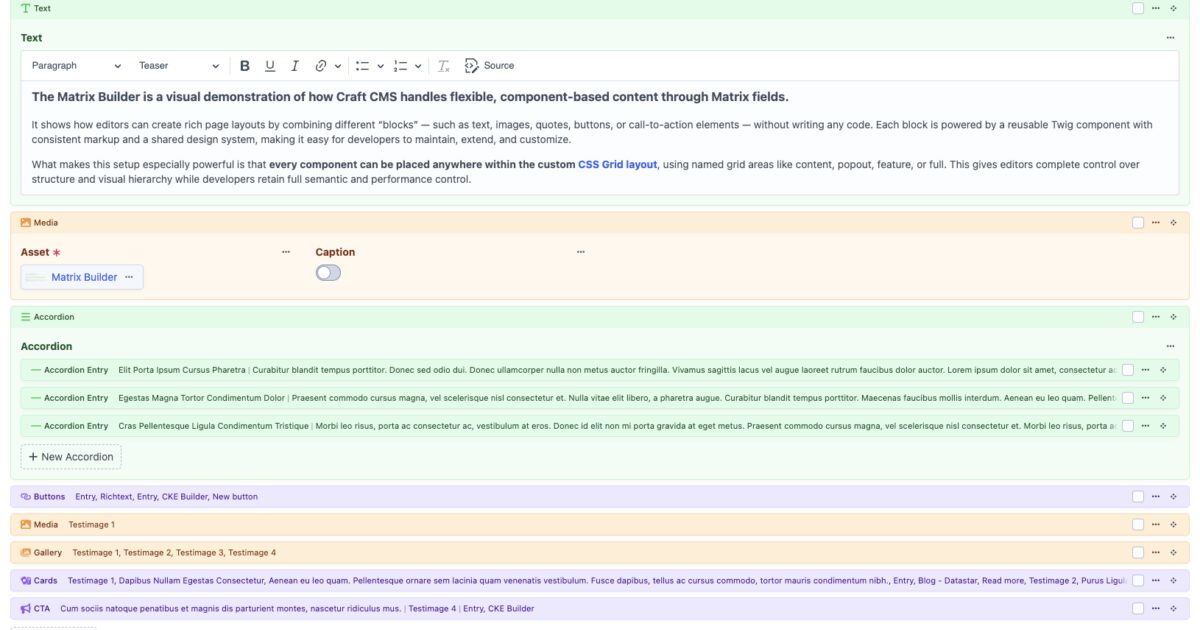 Text
Text
Paragraph Teaser B U I Tx Source
The Matrix Builder is a visual demonstration of how Craft CMS handles flexible, component-based content through Matrix fields.
It shows how editors can create rich page layouts by combining different “blocks” — such as text, images, quotes, buttons, or call-to-action elements — without writing any code. Each block is powered by a reusable Twig component with
consistent markup and a shared design system, making it easy for developers to maintain, extend, and customize.
What makes this setup especially powerful is that every component can be placed anywhere within the custom CSS Grid layout, using named grid areas like content, popout, feature, or full. This gives editors complete control over
structure and visual hierarchy while developers retain full semantic and performance control.
Media
Asset * Caption
Matrix Builder
Accordion
Accordion
Accordion Entry Elit Porta Ipsum Cursus Pharetra | Curabitur blandit tempus porttitor. Donec sed odio dui. Donec ullamcorper nulla non metus auctor fringilla. Vivamus sagittis lacus vel augue laoreet rutrum faucibus dolor auctor. Lorem ipsum dolor sit amet, consectetur ac
Accordion Entry Egestas Magna Tortor Condimentum Dolor | Praesent commodo cursus magna, vel scelerisque nisl consectetur et. Nulla vitae elit libero, a pharetra augue. Curabitur blandit tempus porttitor. Maecenas faucibus mollis interdum. Aenean eu leo quam. Pellent
Accordion Entry Cras Pellentesque Ligula Condimentum Tristique | Morbi leo risus, porta ac consectetur ac, vestibulum at eros. Donec id elit non mi porta gravida at eget metus. Praesent commodo cursus magna, vel scelerisque nisl consectetur et. Morbi leo risus, porta ac
+ New Accordion
Buttons Entry, Richtext, Entry, CKE Builder, New button
Media Testimage 1
Gallery Testimage 1, Testimage 2, Testimage 3, Testimage 4
Cards Testimage 1, Dapibus Nullam Egestas Consectetur, Aenean eu leo quam. Pellentesque ornare sem lacinia quam venenatis vestibulum. Fusce dapibus, tellus ac cursus commodo, tortor mauris condimentum nibh., Entry, Blog - Datastar, Read more, Testimage 2, Purus Ligul
CTA Cum sociis natoque penatibus et magnis dis parturient montes, nascetur ridiculus mus. | Testimage 4 | Entry, CKE Builder